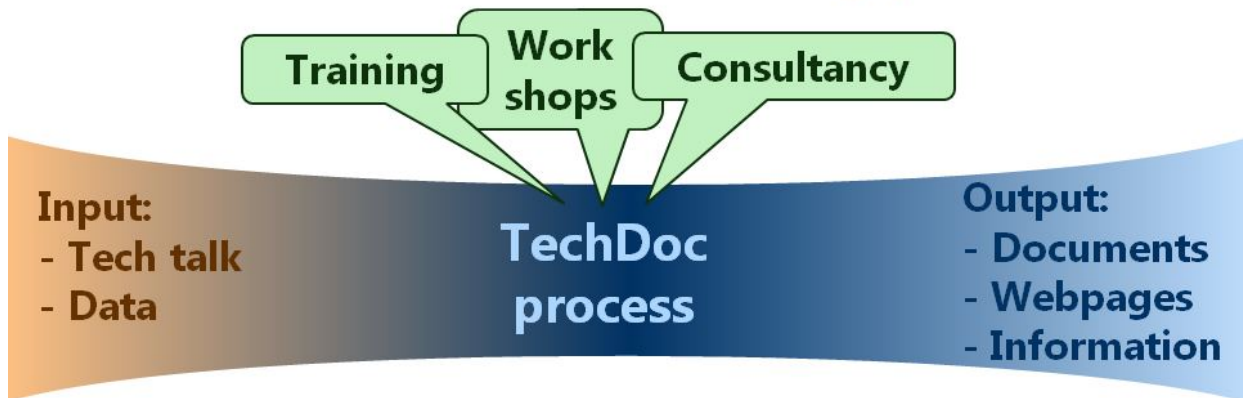 Training
Work
shops
Consultancy
Input:
- Tech talk
- Data
TechDoc
process
Output:
- Documents
- Webpages
- Information